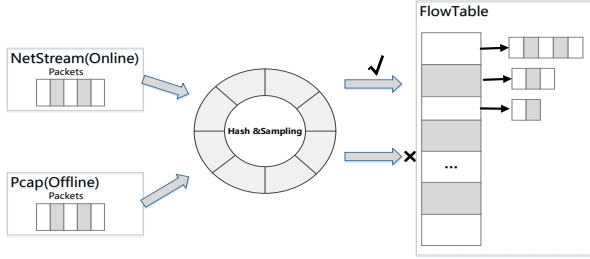 FlowTable
NetStream(Online)
Packets
Hash &Sampling
Pcap(Offline)
Packets
...